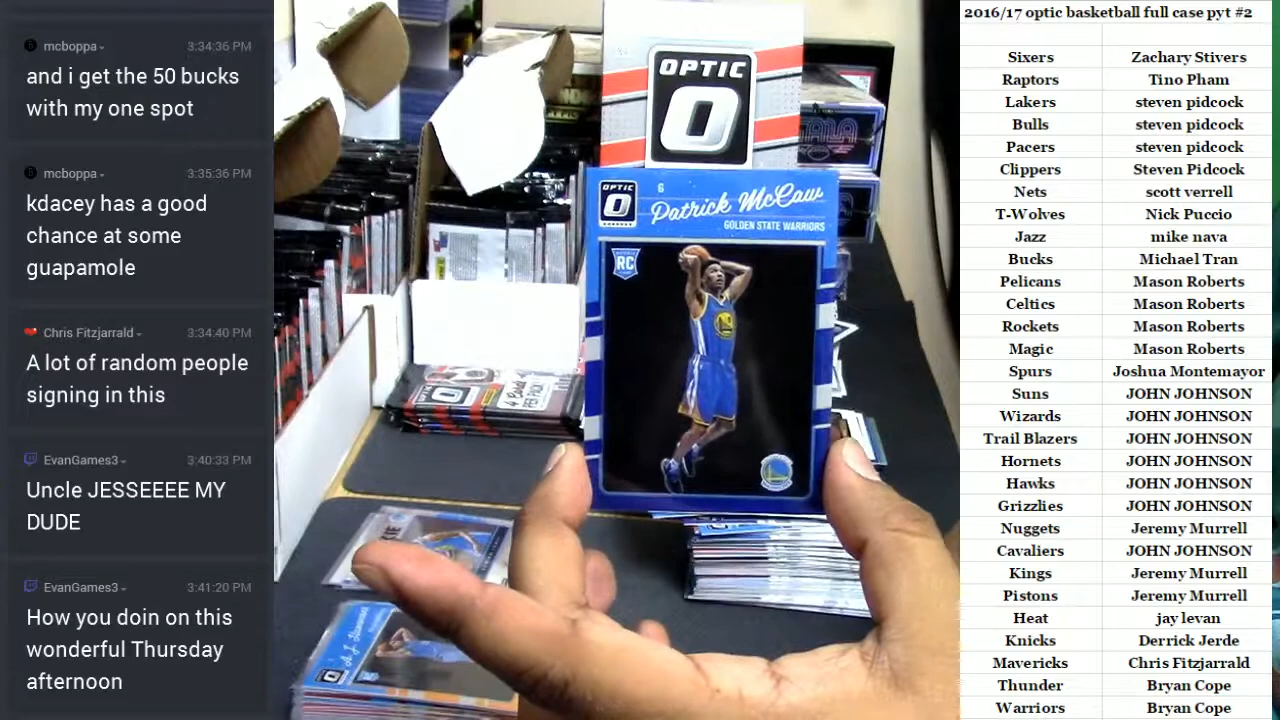 mcboppa
3:34:36 PM
and i get the 50 bucks
with my one spot
mcboppa
3:35:36 PM
kdacey has a good
chance at some
guapamole
Chris Fitzjarrald
3:34:40 PM
A lot of random people
signing in this
EvanGames3
3:40:33 PM
Uncle JESSEEEE MY
DUDE
EvanGames3
3:41:20 PM
How you doin on this
wonderful Thursday
afternoon
OPTIC
O
OPTIC
O
6
Patrick McCaw
GOLDEN STATE WARRIORS
RC
O
4 Cards
PER PACK
OPTIC
O
2016/17 optic basketball full case pyt #2
Sixers Zachary Stivers
Raptors Tino Pham
Lakers steven pidcock
Bulls steven pidcock
Pacers steven pidcock
Clippers Steven Pidcock
Nets scott verrell
T-Wolves Nick Puccio
Jazz mike nava
Bucks Michael Tran
Pelicans Mason Roberts
Celtics Mason Roberts
Rockets Mason Roberts
Magic Mason Roberts
Spurs Joshua Montemayor
Suns JOHN JOHNSON
Wizards JOHN JOHNSON
Trail Blazers JOHN JOHNSON
Hornets JOHN JOHNSON
Hawks JOHN JOHNSON
Grizzlies JOHN JOHNSON
Nuggets Jeremy Murrell
Cavaliers JOHN JOHNSON
Kings Jeremy Murrell
Pistons Jeremy Murrell
Heat jay levan
Knicks Derrick Jerde
Mavericks Chris Fitzjarrald
Thunder Bryan Cope
Warriors Bryan Cope